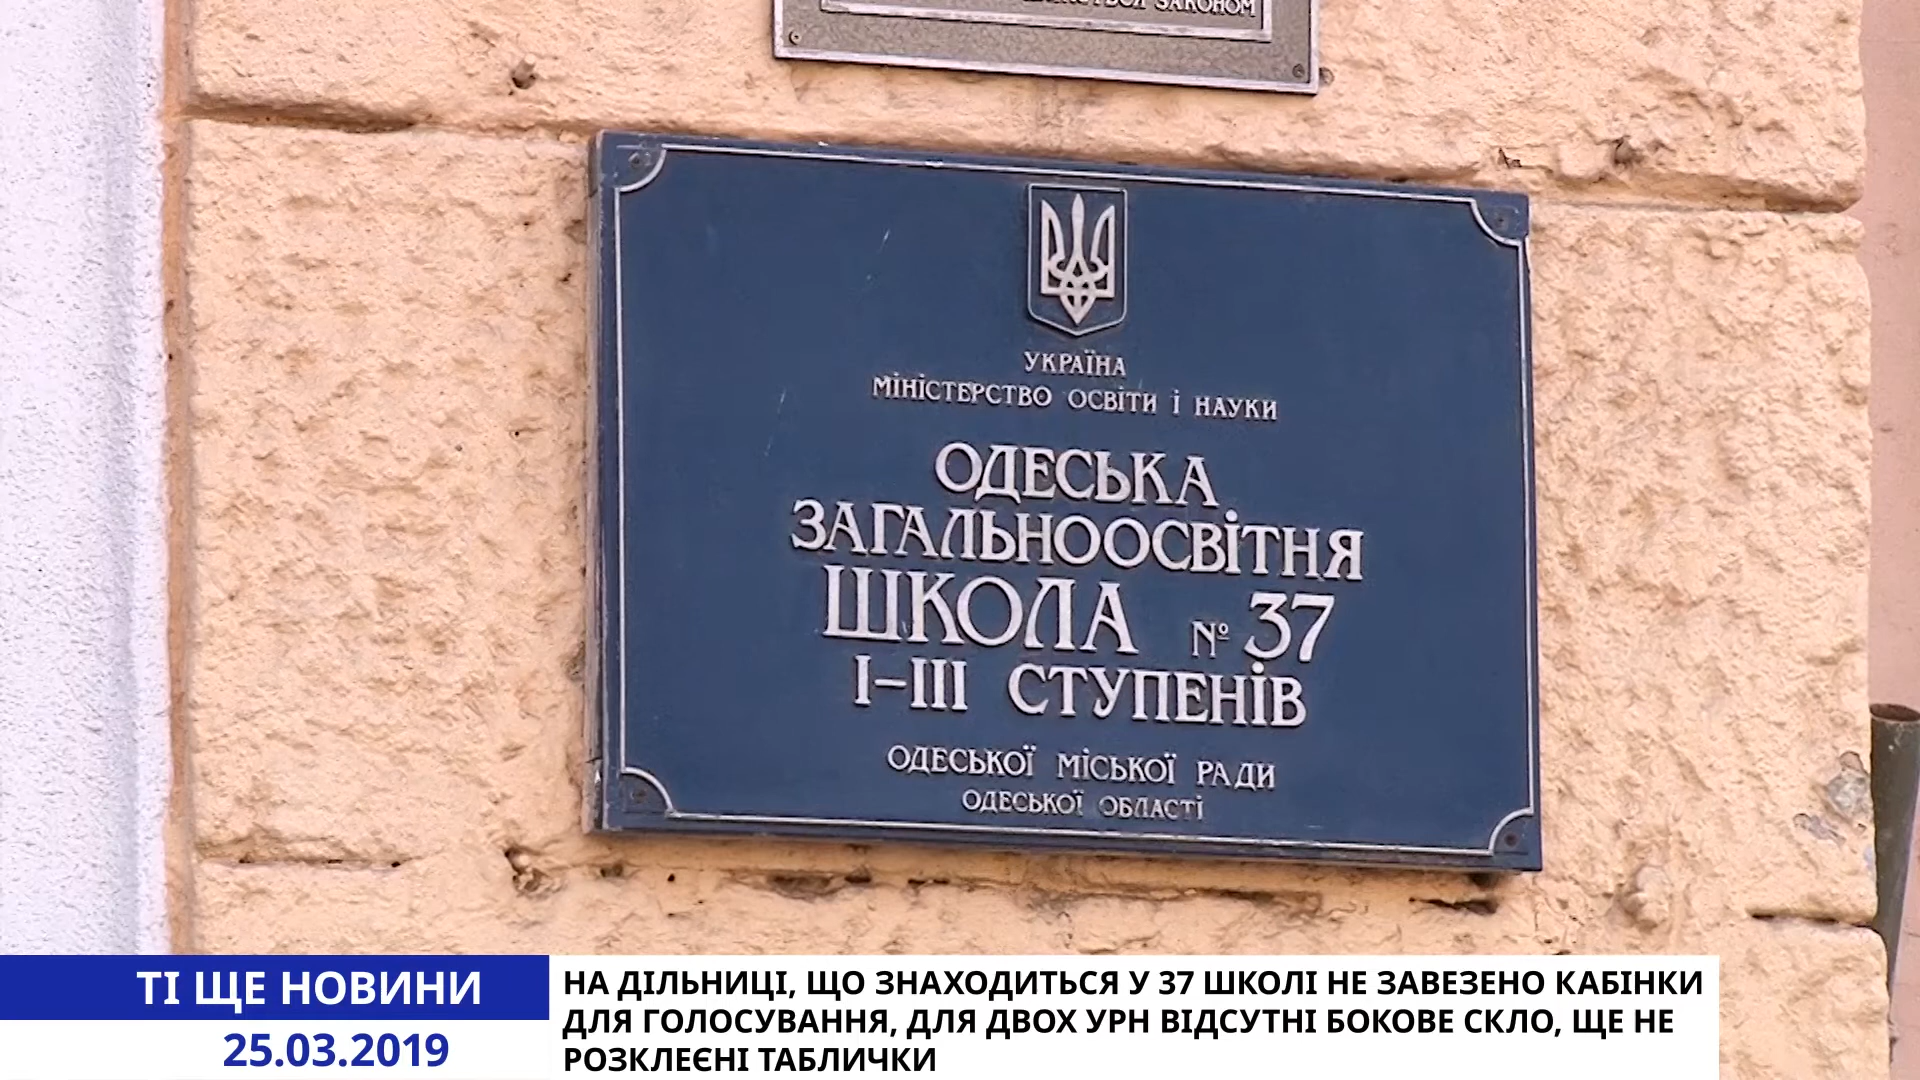 ЗАКОНОМ
УКРАЇНА
МІНІСТЕРСТВО ОСВІТИ І НАУКИ
ОДЕСЬКА
ЗАГАЛЬНООСВІТНЯ
ШКОЛА № 37
І–ІІІ СТУПЕНІВ
ОДЕСЬКОЇ МІСЬКОЇ РАДИ
ОДЕСЬКОЇ ОБЛАСТІ
ТІ ЩЕ НОВИНИ
25.03.2019
НА ДІЛЬНИЦІ, ЩО ЗНАХОДИТЬСЯ У 37 ШКОЛІ НЕ ЗАВЕЗЕНО КАБІНКИ
ДЛЯ ГОЛОСУВАННЯ, ДЛЯ ДВОХ УРН ВІДСУТНІ БОКОВЕ СКЛО, ЩЕ НЕ
РОЗКЛЕЄНІ ТАБЛИЧКИ